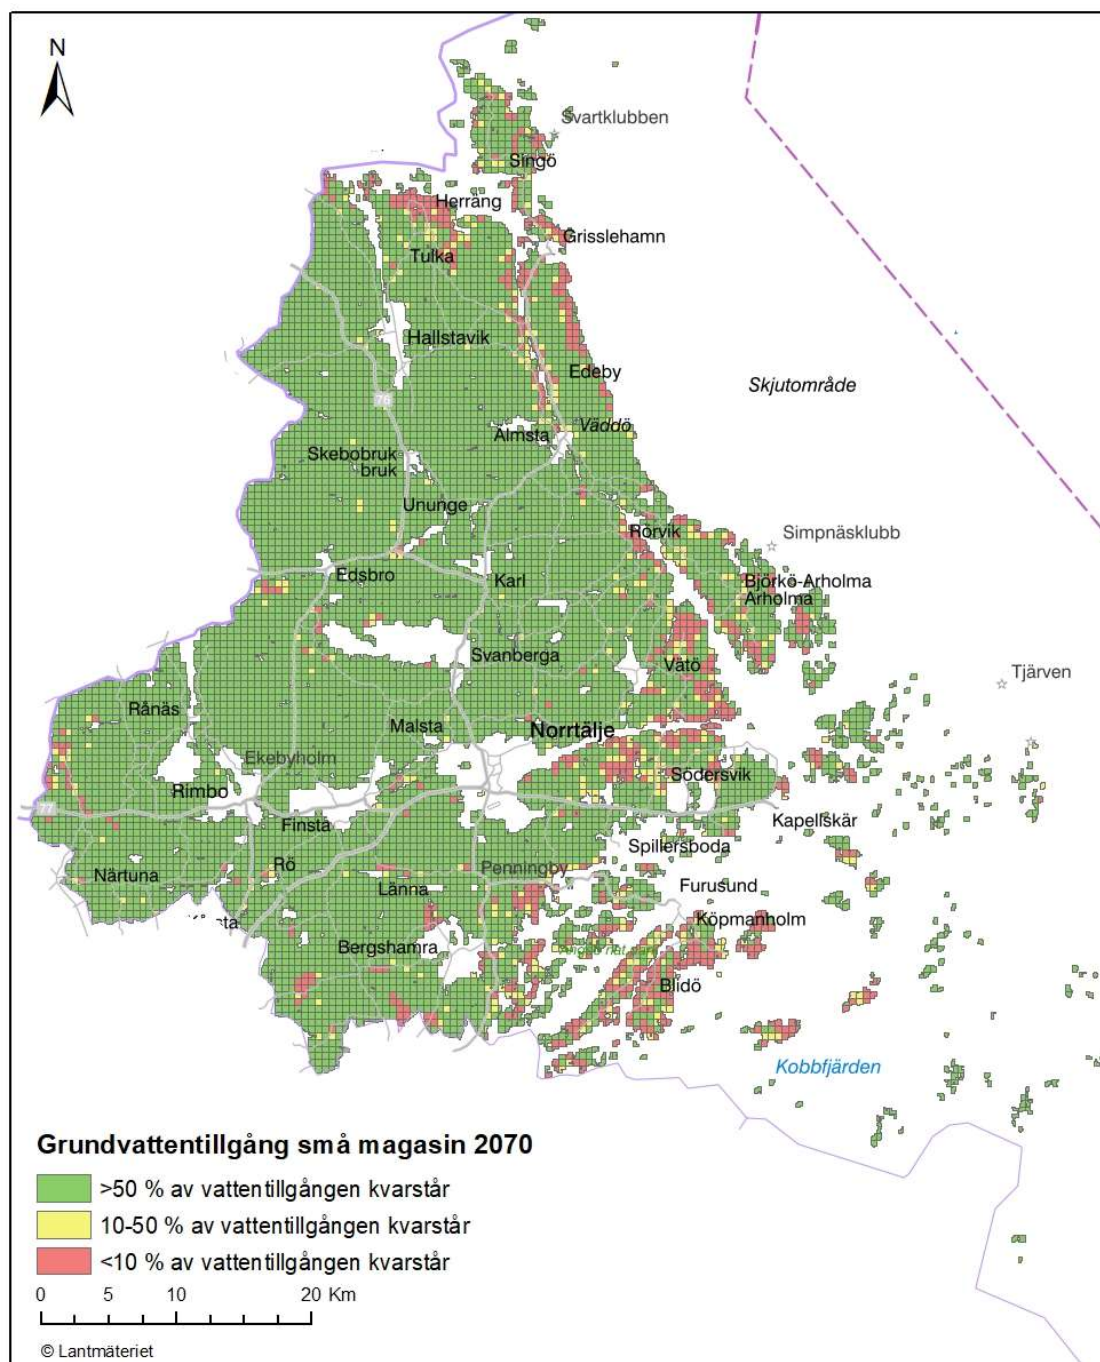 N
Svartklubben
Singö
Herräng
Grisslehamn
Tulka
Hallstavik
Edeby
Skjutområde
76
Väddö
Älmsta
Skebobruk
bruk
Ununge
Rörvik
Simpnäsklubb
Edsbro
Karl
Björkö-Arholma
Arholma
Svanberga
Vätö
Tjärven
Rånäs
Malsta
Norrtälje
Ekebyholm
Södersvik
Rimbo
77
Kapellskär
Finsta
Spillersboda
Rö
Penningby
Närtuna
Länna
Furusund
Köpmanholm
Bergshamra
Blidö
Kobbfjärden
Grundvattentillgång små magasin 2070
>50 % av vattentillgången kvarstår
10-50 % av vattentillgången kvarstår
<10 % av vattentillgången kvarstår
0 5 10 20 Km
© Lantmäteriet